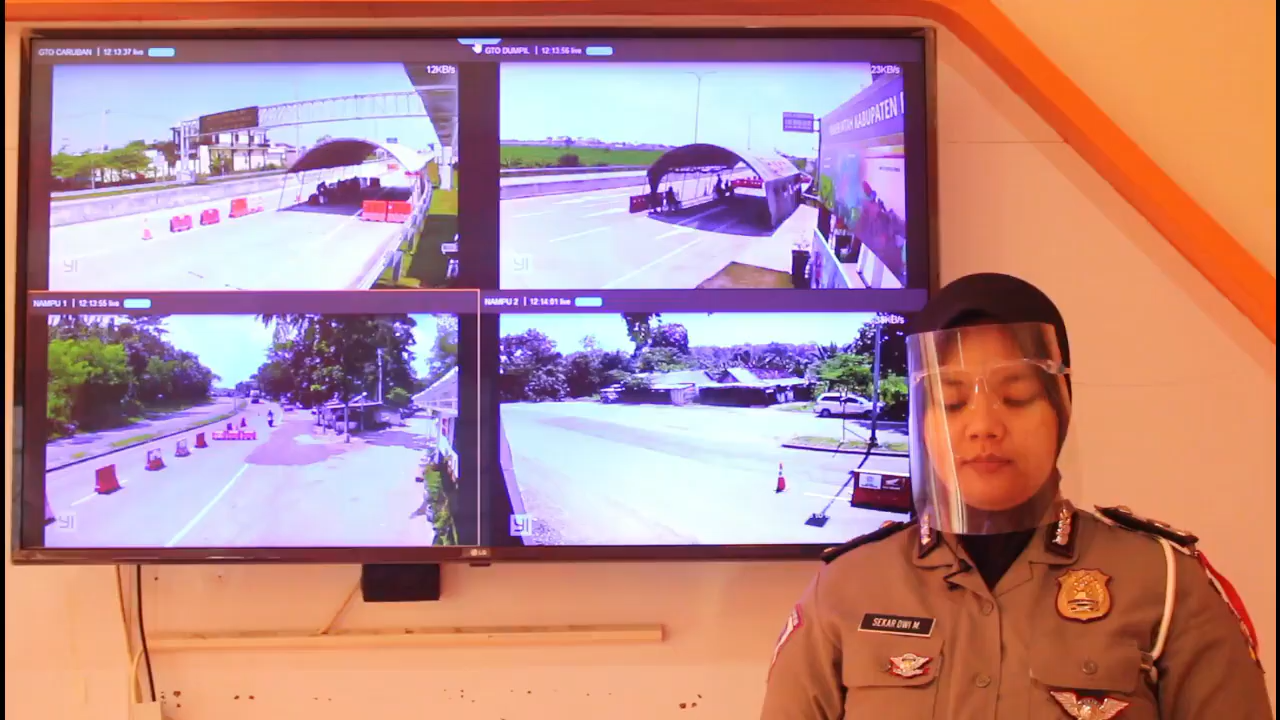 GTO CARUBAN | 12:13:37 live
GTO DUMPIL | 12:13:56 live
12KB/s
23KB/s
KABUPATEN
NAMPU 1 | 12:13:55 live
NAMPU 2 | 12:14:01 live
YI
YI
YI
YI
LG
SEKAR DWI M.